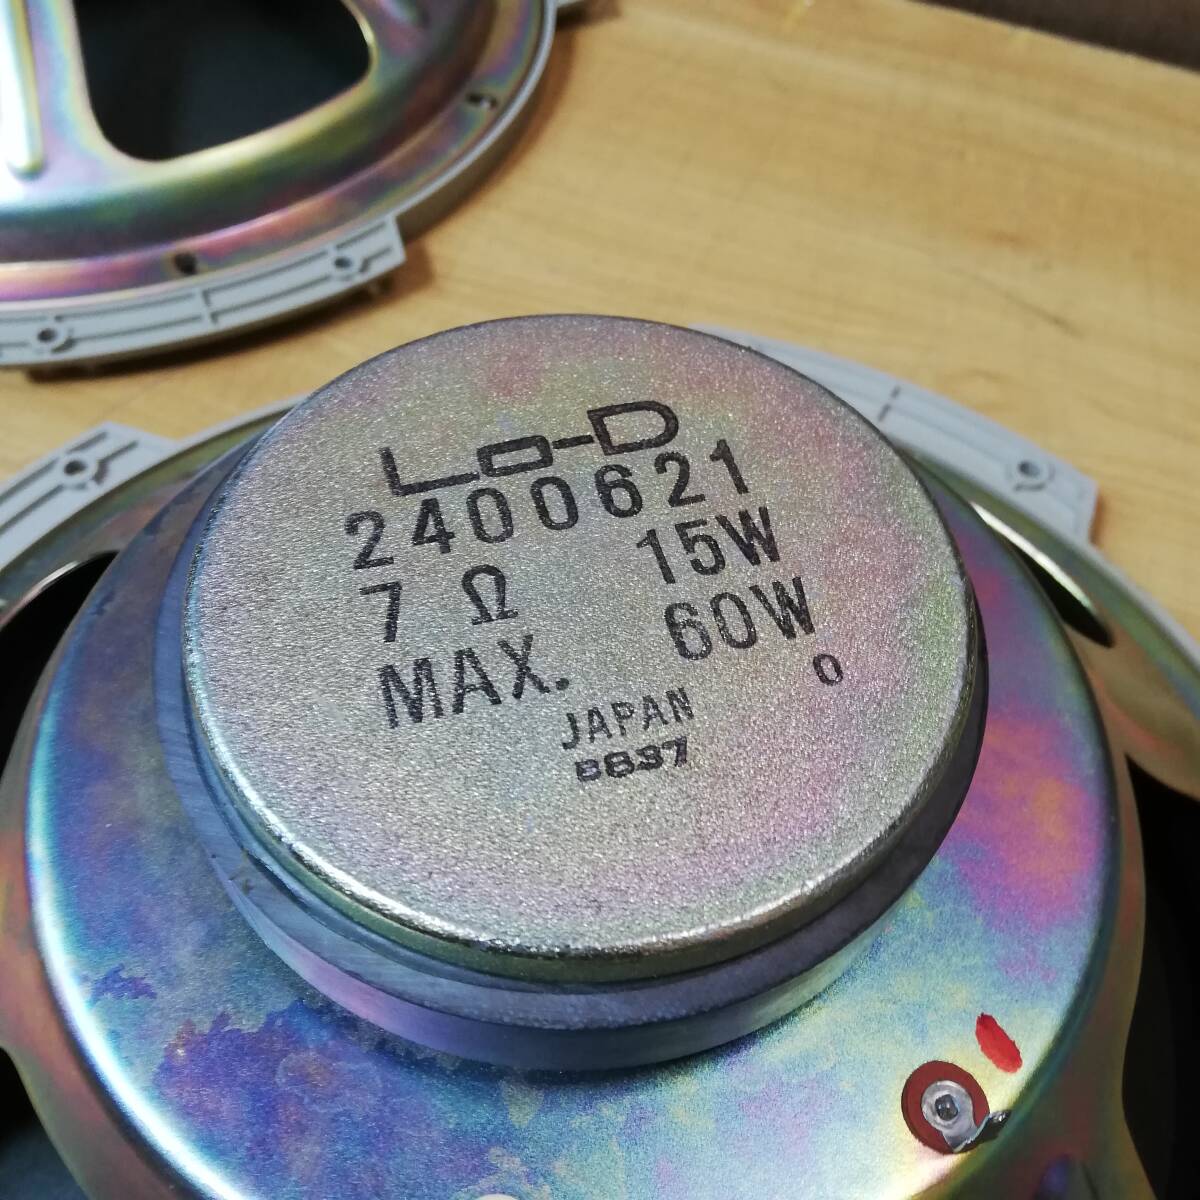 Lo-D
2400621
7 Ω 15W
MAX. 60W
0
JAPAN